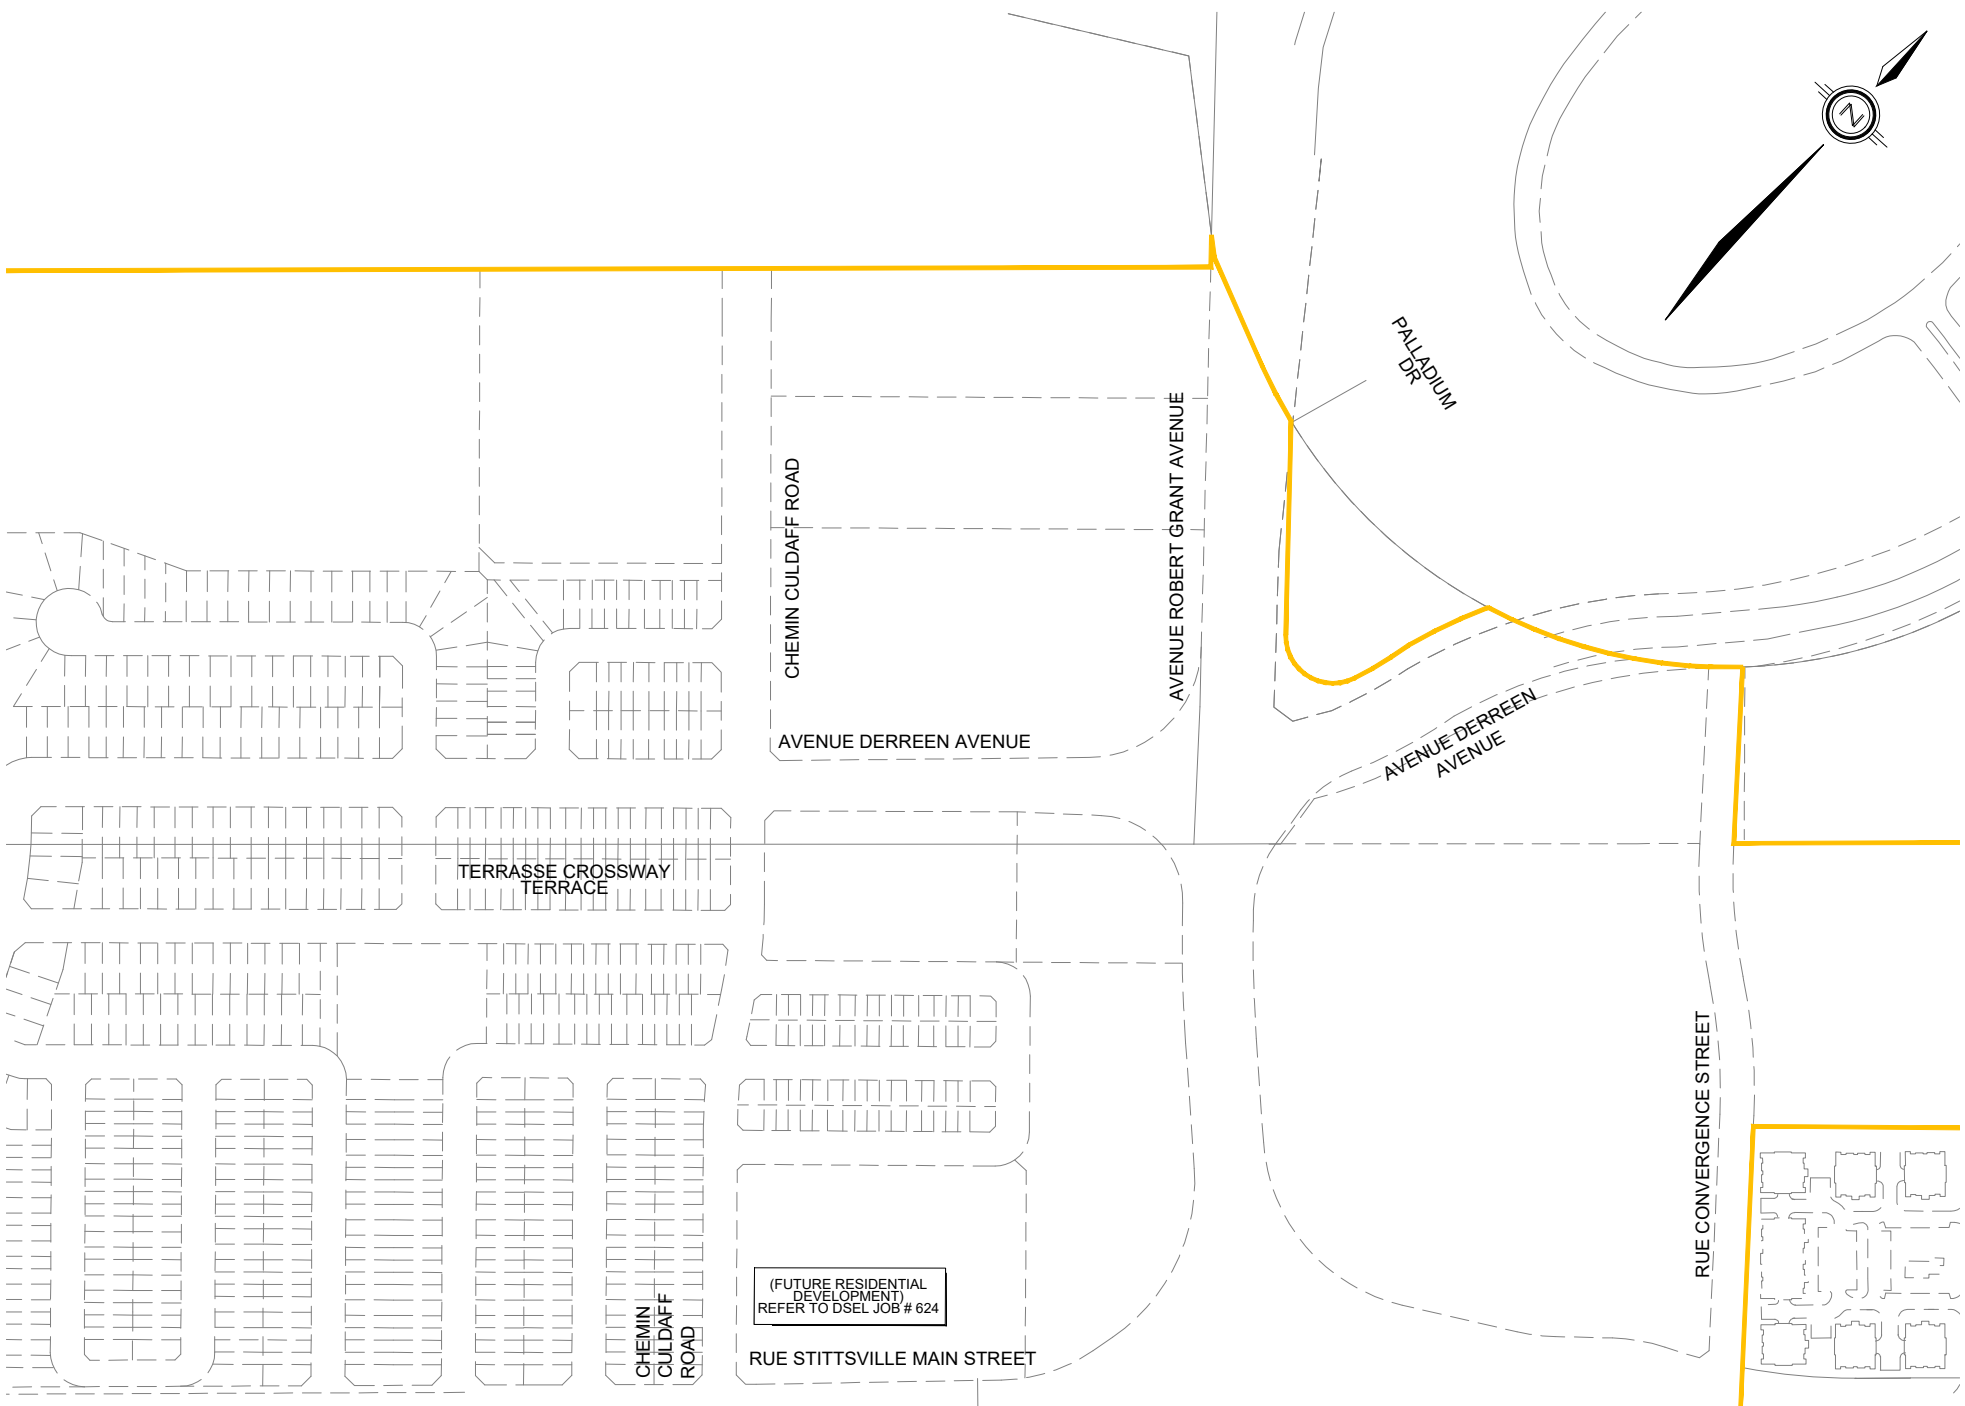 N
PALLADIUM
DR
CHEMIN CULDAFF ROAD
AVENUE ROBERT GRANT AVENUE
AVENUE DERREEN AVENUE
AVENUE DERREEN
AVENUE
TERRASSE CROSSWAY
TERRACE
RUE CONVERGENCE STREET
(FUTURE RESIDENTIAL
DEVELOPMENT)
REFER TO DSEL JOB # 624
CHEMIN
CULDAFF
ROAD
RUE STITTSVILLE MAIN STREET